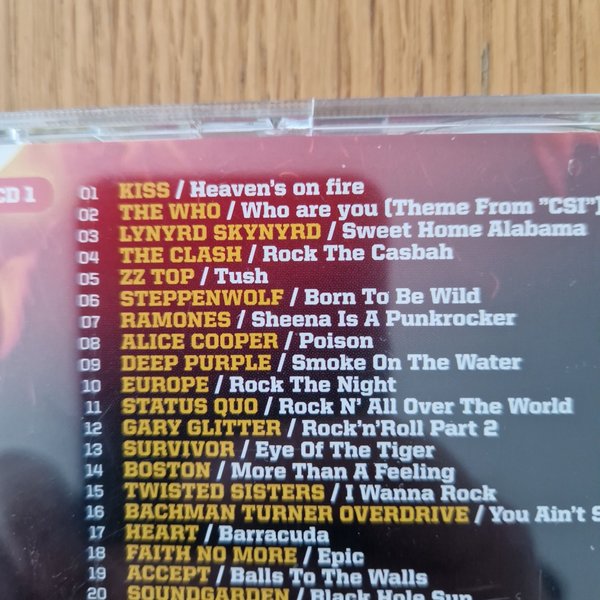 CD 1
01 KISS / Heaven's on fire
02 THE WHO / Who are you (Theme From "CSI")
03 LYNYRD SKYNYRD / Sweet Home Alabama
04 THE CLASH / Rock The Casbah
05 ZZ TOP / Tush
06 STEPPENWOLF / Born To Be Wild
07 RAMONES / Sheena Is A Punkrocker
08 ALICE COOPER / Poison
09 DEEP PURPLE / Smoke On The Water
10 EUROPE / Rock The Night
11 STATUS QUO / Rock N' All Over The World
12 GARY GLITTER / Rock'n'Roll Part 2
13 SURVIVOR / Eye Of The Tiger
14 BOSTON / More Than A Feeling
15 TWISTED SISTERS / I Wanna Rock
16 BACHMAN TURNER OVERDRIVE / You Ain't S
17 HEART / Barracuda
18 FAITH NO MORE / Epic
19 ACCEPT / Balls To The Walls
20 SOUNDGARDEN / Black Hole Sun